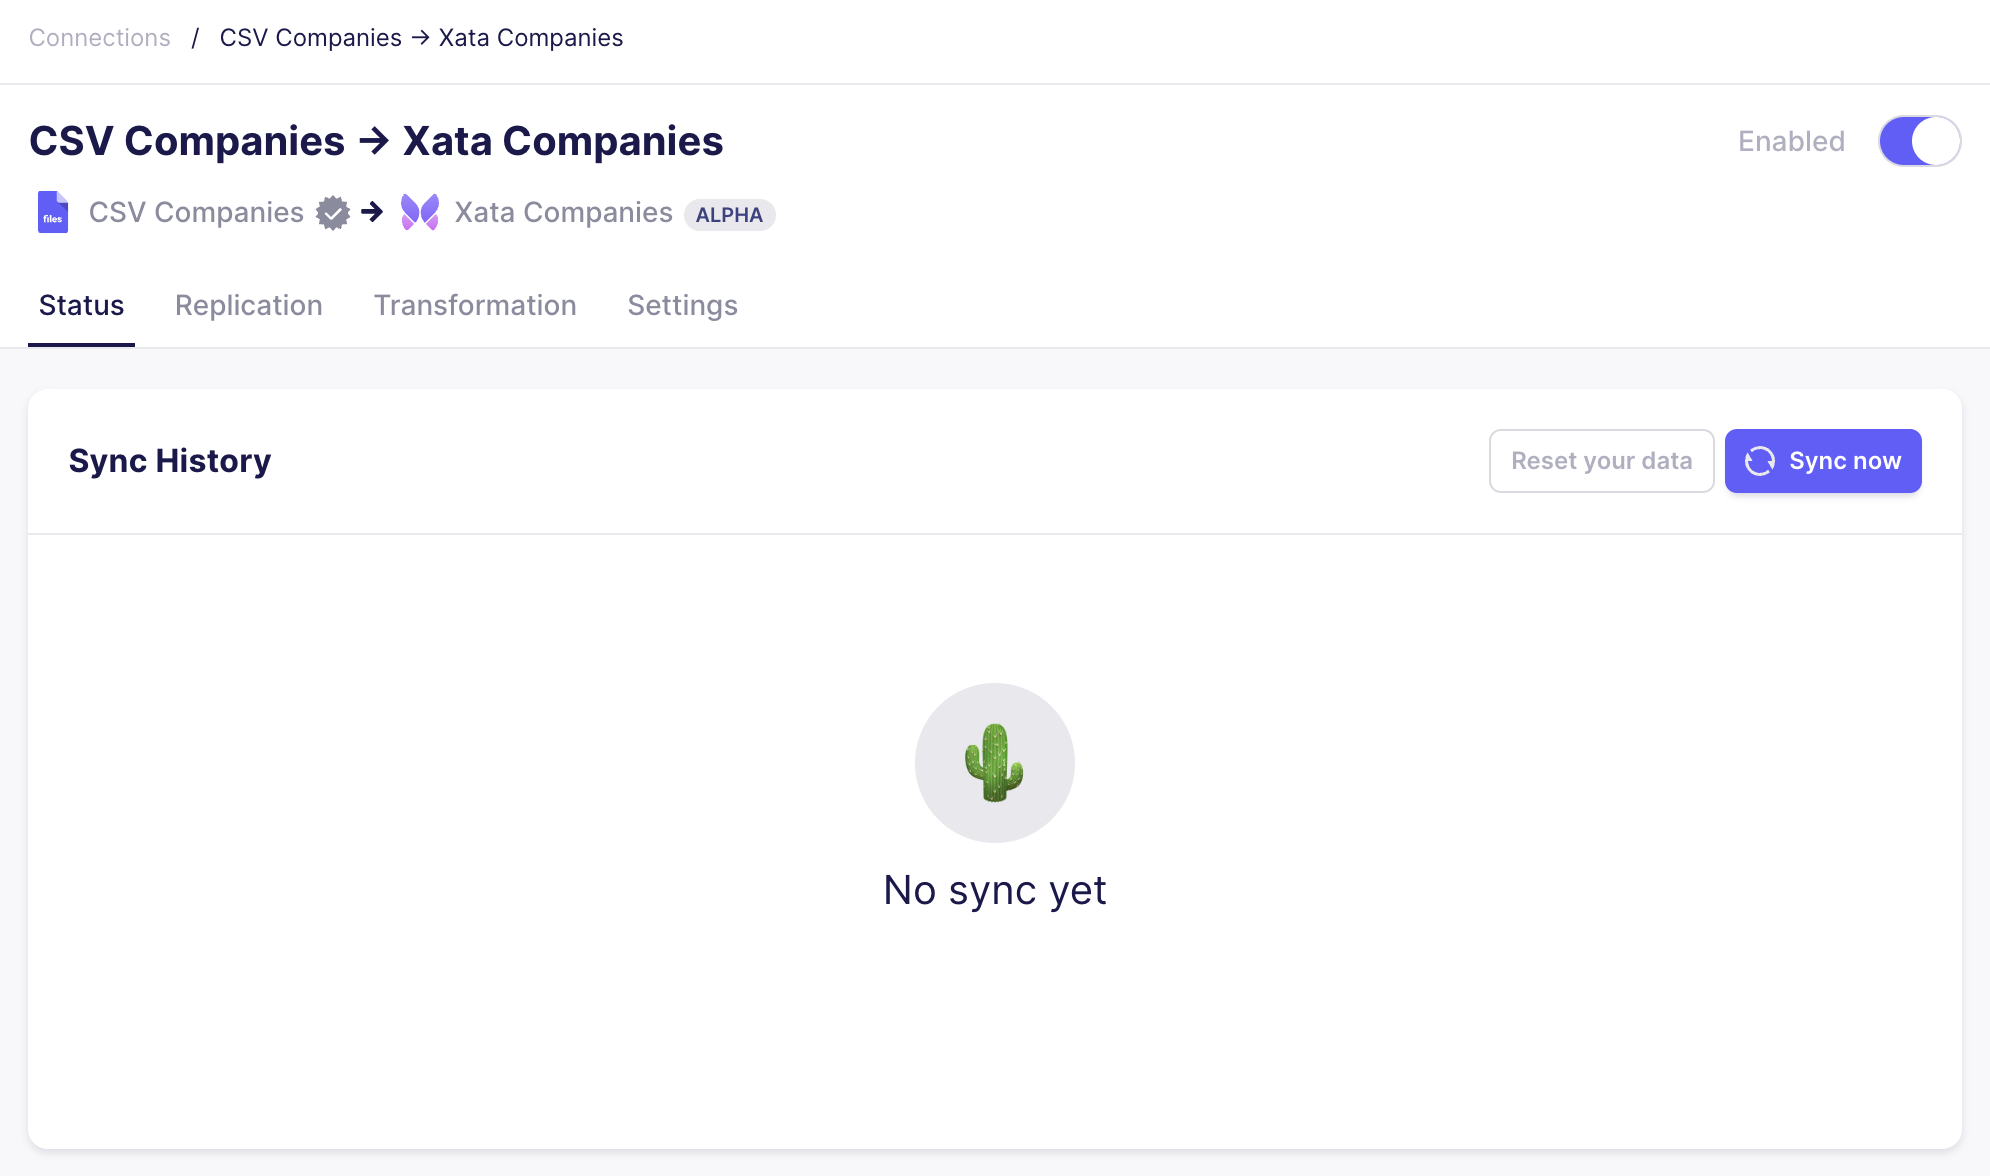 Connections / CSV Companies → Xata Companies
CSV Companies → Xata Companies
Enabled
files CSV Companies → Xata Companies ALPHA
Status Replication Transformation Settings
Sync History
Reset your data Sync now
No sync yet